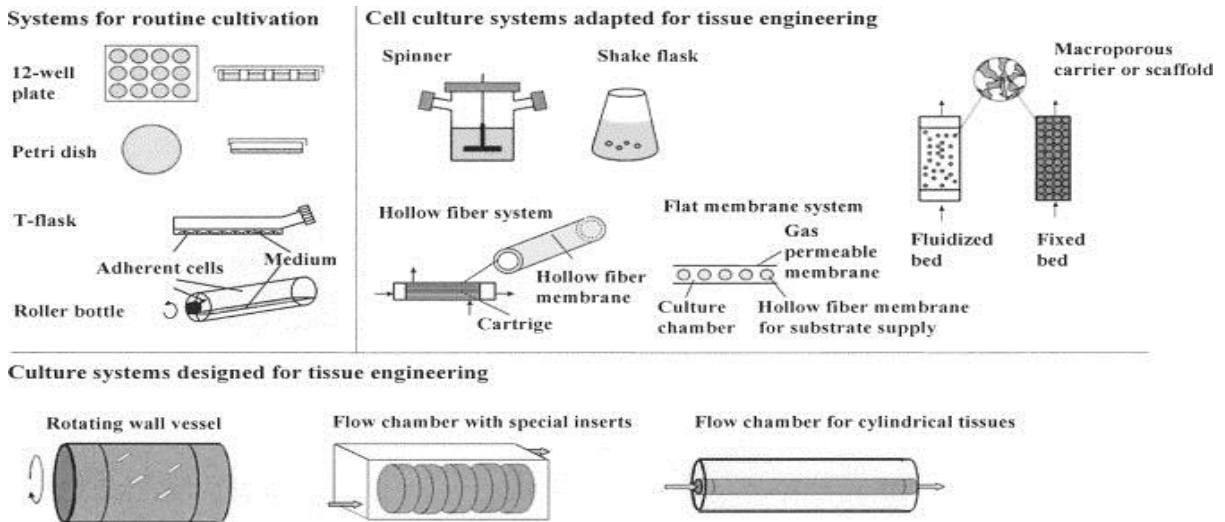 Systems for routine cultivation
12-well
plate
Petri dish
T-flask
Adherent cells
Medium
Roller bottle
Cell culture systems adapted for tissue engineering
Spinner
Shake flask
Macroporous
carrier or scaffold
Hollow fiber system
Hollow fiber
membrane
Cartrige
Flat membrane system
Gas
permeable
membrane
Culture
chamber
Hollow fiber membrane
for substrate supply
Fluidized
bed
Fixed
bed
Culture systems designed for tissue engineering
Rotating wall vessel
Flow chamber with special inserts
Flow chamber for cylindrical tissues